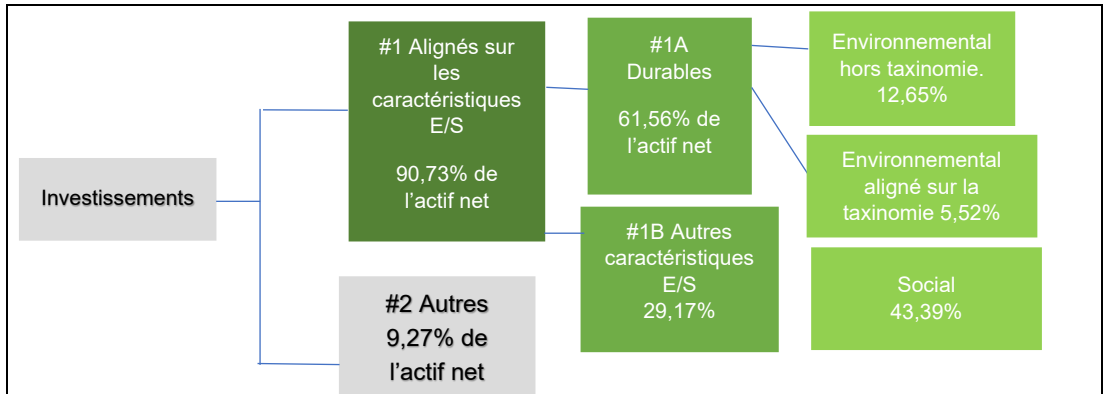 Investissements
#1 Alignés sur
les
caractéristiques
E/S
90,73% de
l'actif net
#2 Autres
9,27% de
l'actif net
#1A
Durables
61,56% de
l'actif net
#1B Autres
caractéristiques
E/S
29,17%
Environnemental
hors taxinomie.
12,65%
Environnemental
aligné sur la
taxinomie 5,52%
Social
43,39%